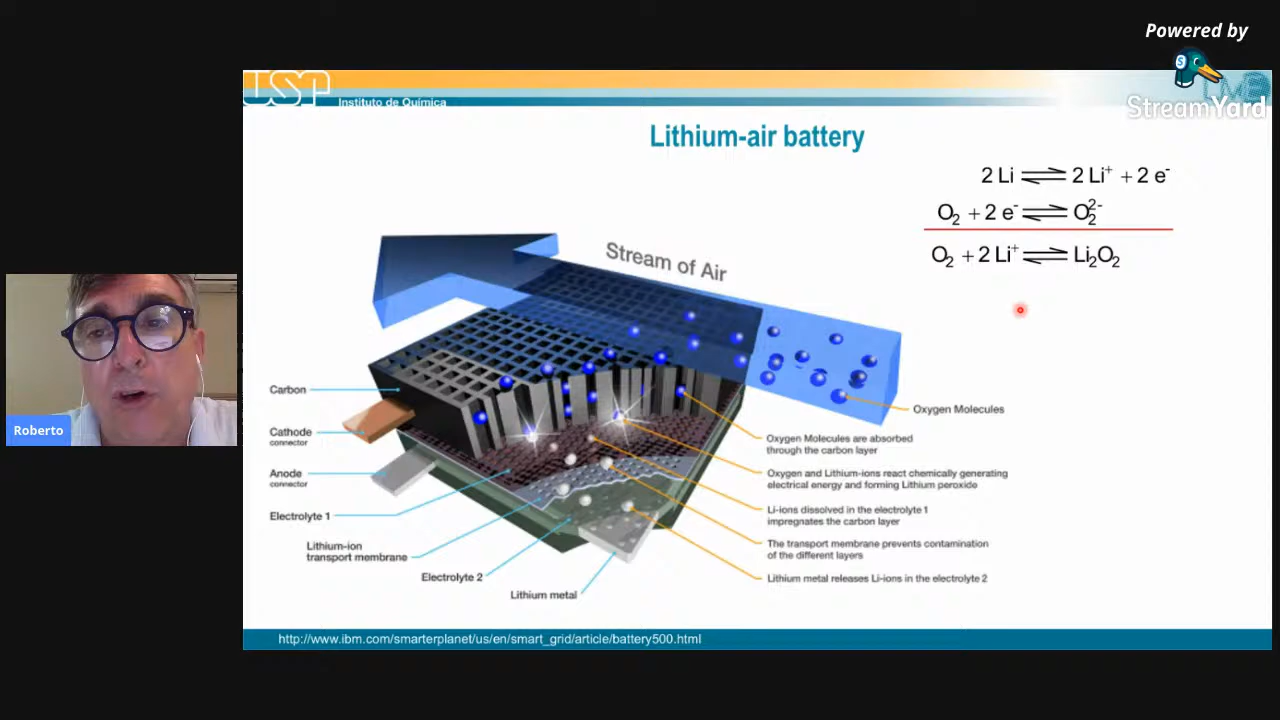 Powered by
StreamYard
USP
Instituto de Química
Lithium-air battery
2 Li ⇌ 2 Li⁺ + 2 e⁻
O₂ + 2 e⁻ ⇌ O₂²⁻
O₂ + 2 Li⁺ ⇌ Li₂O₂
Stream of Air
Carbon
Cathode
connector
Anode
connector
Electrolyte 1
Lithium-ion
transport membrane
Electrolyte 2
Lithium metal
Oxygen Molecules
Oxygen Molecules are absorbed
through the carbon layer
Oxygen and Lithium-ions react chemically generating
electrical energy and forming Lithium peroxide
Li-ions dissolved in the electrolyte 1
impregnates the carbon layer
The transport membrane prevents contamination
of the different layers
Lithium metal releases Li-ions in the electrolyte 2
Roberto
http://www.ibm.com/smarterplanet/us/en/smart_grid/article/battery500.html